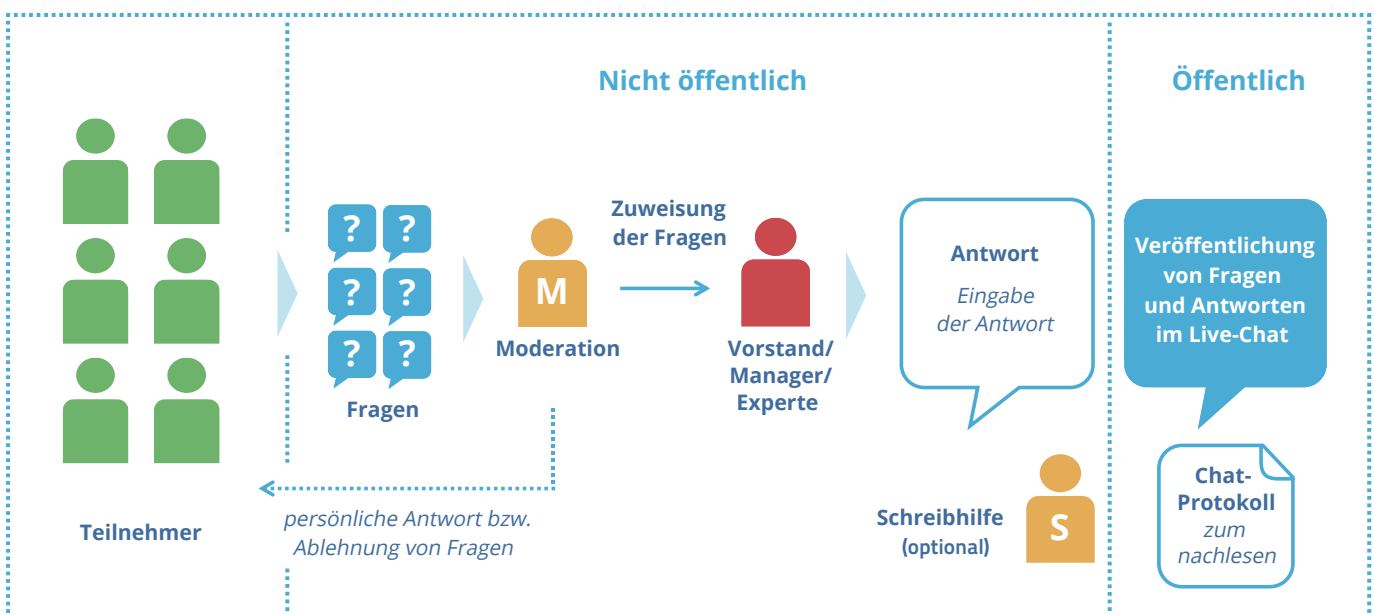 Nicht öffentlich
Öffentlich
? ?
? ?
? ?
Fragen
Teilnehmer
M
Moderation
persönliche Antwort bzw.
Ablehnung von Fragen
Zuweisung
der Fragen
Vorstand/
Manager/
Experte
Antwort
Eingabe
der Antwort
Schreibhilfe
(optional)
S
Veröffentlichung
von Fragen
und Antworten
im Live-Chat
Chat-
Protokoll
zum
nachlesen